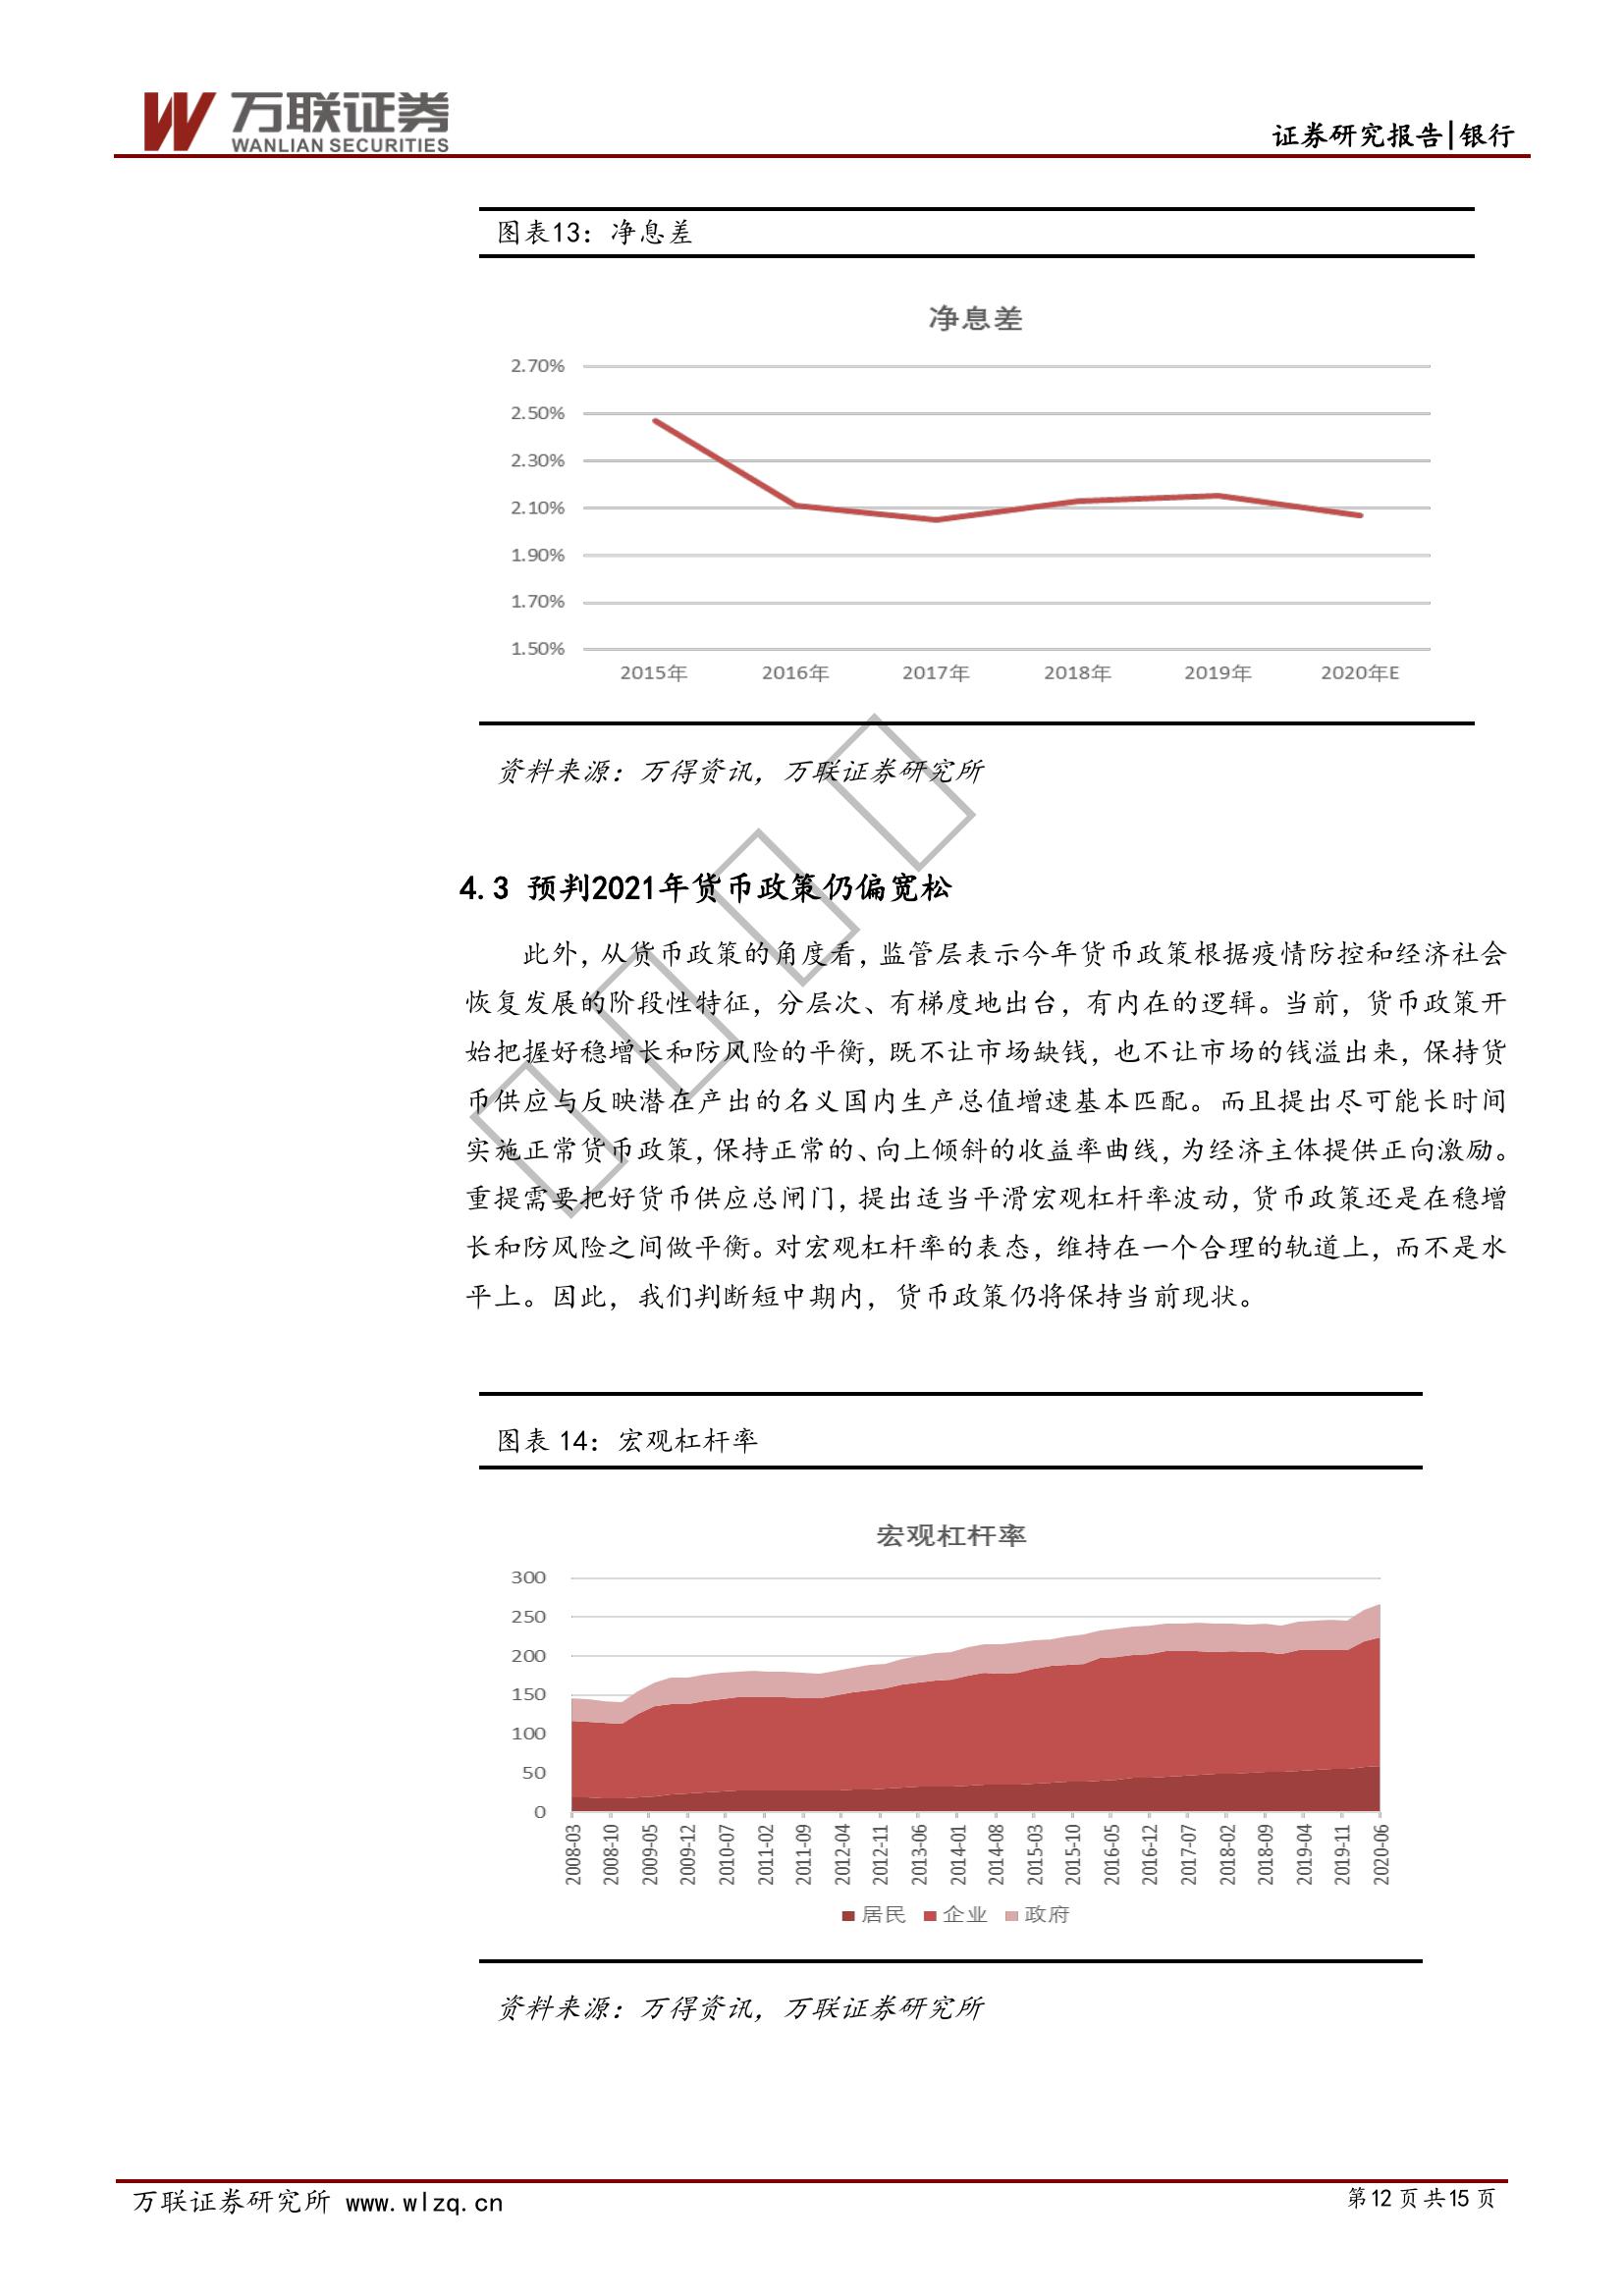 万联证券
WANLIAN SECURITIES
证券研究报告|银行
图表13：净息差
净息差
2.70%
2.50%
2.30%
2.10%
1.90%
1.70%
1.50%
2015年 2016年 2017年 2018年 2019年 2020年E
资料来源：万得资讯，万联证券研究所
4.3 预判2021年货币政策仍偏宽松
此外，从货币政策的角度看，监管层表示今年货币政策根据疫情防控和经济社会
恢复发展的阶段性特征，分层次、有梯度地出台，有内在的逻辑。当前，货币政策开
始把握好稳增长和防风险的平衡，既不让市场缺钱，也不让市场的钱溢出来，保持货
币供应与反映潜在产出的名义国内生产总值增速基本匹配。而且提出尽可能长时间
实施正常货币政策，保持正常的、向上倾斜的收益率曲线，为经济主体提供正向激励。
重提需要把好货币供应总闸门，提出适当平滑宏观杠杆率波动，货币政策还是在稳增
长和防风险之间做平衡。对宏观杠杆率的表态，维持在一个合理的轨道上，而不是水
平上。因此，我们判断短中期内，货币政策仍将保持当前现状。
图表 14：宏观杠杆率
宏观杠杆率
300
250
200
150
100
50
0
2008-03 2008-10 2009-05 2009-12 2010-07 2011-02 2011-09 2012-04 2012-11 2013-06 2014-01 2014-08 2015-03 2015-10 2016-05 2016-12 2017-07 2018-02 2018-09 2019-04 2019-11 2020-06
居民 企业 政府
资料来源：万得资讯，万联证券研究所
万联证券研究所 www.wlzq.cn
第12页共15页